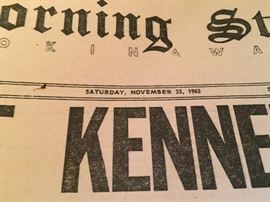 orning St
OKINAWA
SATURDAY, NOVEMBER 23, 1963
KENNE